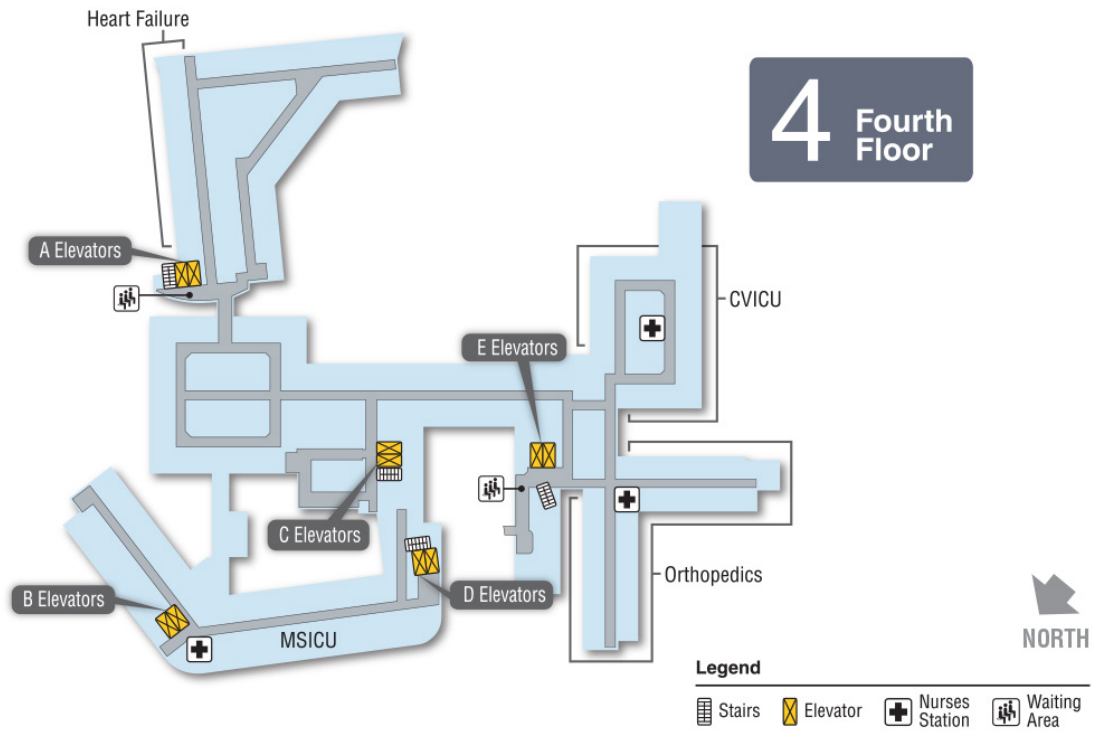 Heart Failure
4 Fourth
Floor
A Elevators
CVICU
E Elevators
C Elevators
Orthopedics
B Elevators
D Elevators
MSICU
NORTH
Legend
Stairs
Elevator
Nurses
Station
Waiting
Area